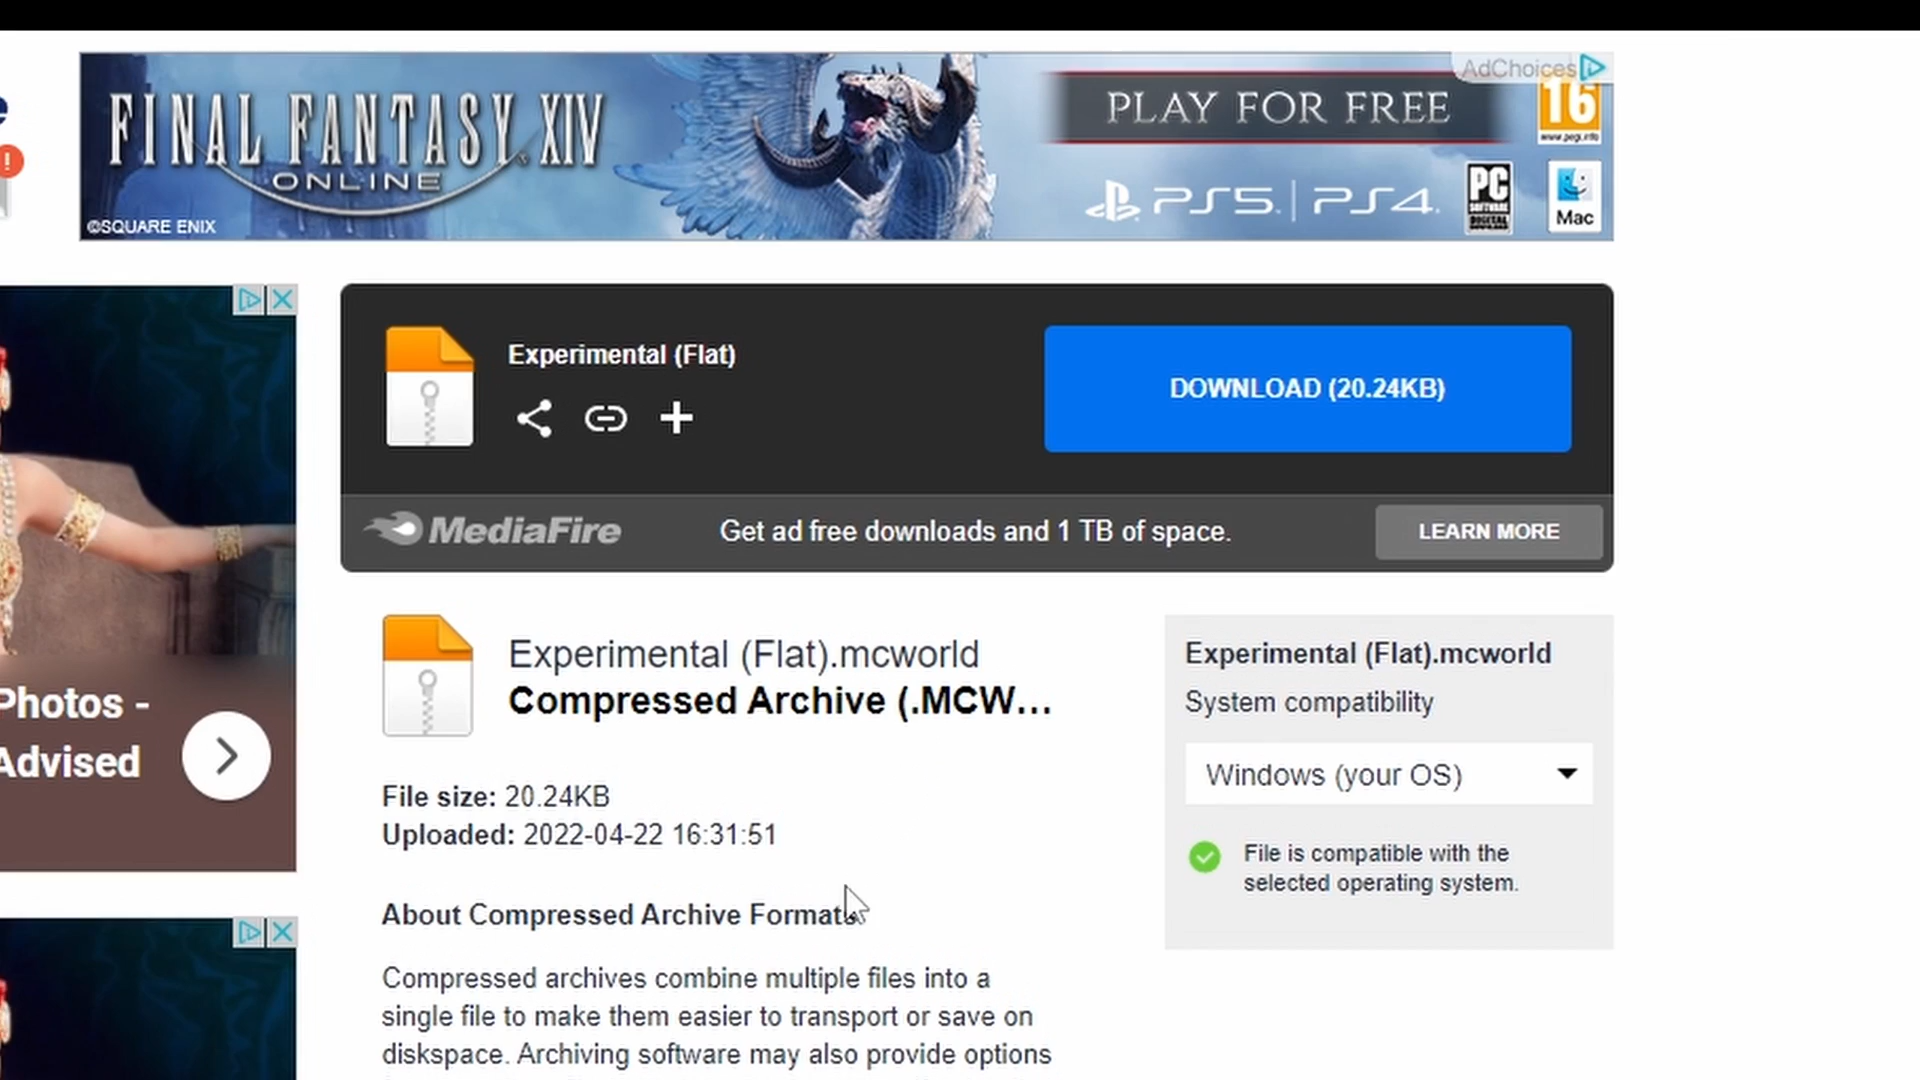 AdChoices
FINAL FANTASY XIV
ONLINE
©SQUARE ENIX
PLAY FOR FREE
16
www.pegi.info
PS5 | PS4
PC
SOFTWARE
Mac
Experimental (Flat)
DOWNLOAD (20.24KB)
MediaFire
Get ad free downloads and 1 TB of space.
LEARN MORE
Experimental (Flat).mcworld
Compressed Archive (.MCW...
File size: 20.24KB
Uploaded: 2022-04-22 16:31:51
About Compressed Archive Formats
Compressed archives combine multiple files into a
single file to make them easier to transport or save on
diskspace. Archiving software may also provide options
Experimental (Flat).mcworld
System compatibility
Windows (your OS)
File is compatible with the
selected operating system.
Photos -
Advised